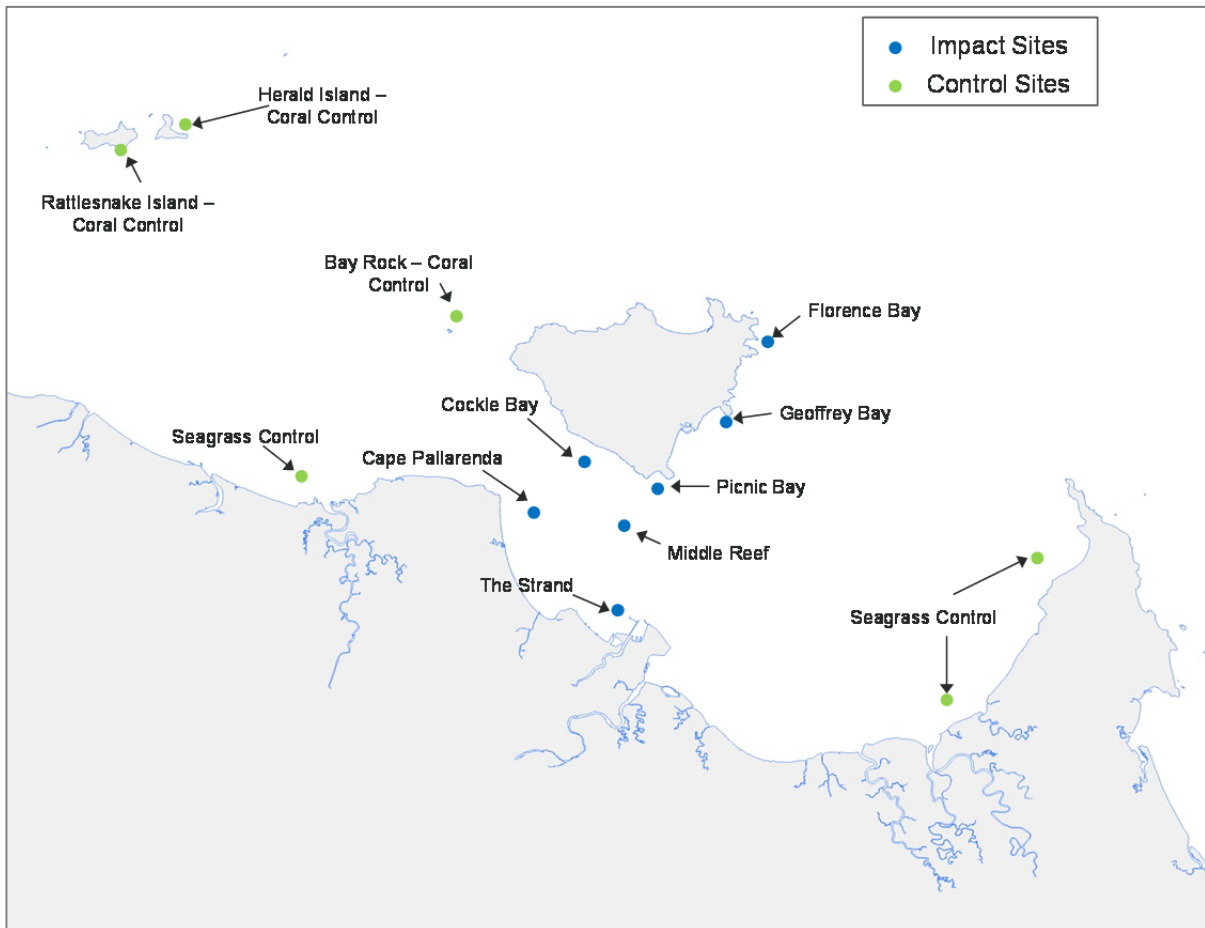 Impact Sites
Control Sites
Herald Island –
Coral Control
Rattlesnake Island –
Coral Control
Bay Rock – Coral
Control
Florence Bay
Cockle Bay
Geoffrey Bay
Seagrass Control
Cape Pallarenda
Picnic Bay
Middle Reef
The Strand
Seagrass Control